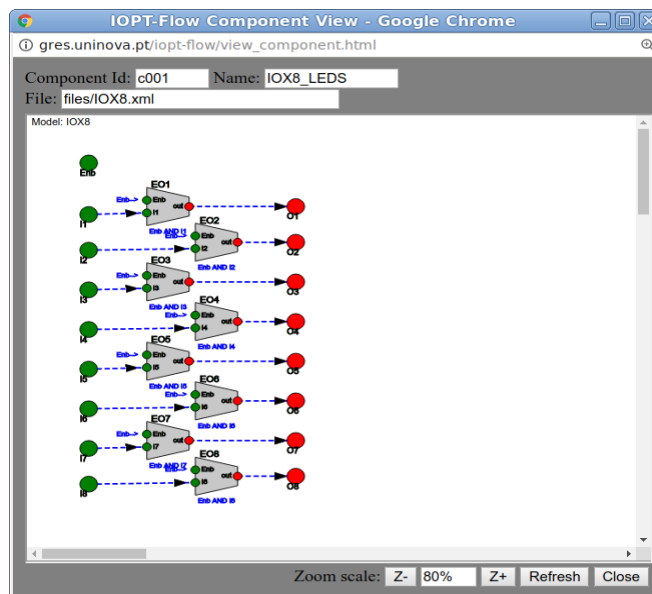 IOPT-Flow Component View - Google Chrome
gres.uninova.pt/iopt-flow/view_component.html
Component Id: c001 Name: IOX8_LEDS
File: files/IOX8.xml
Model: IOX8
Enb
EO1
Enb--> Enb
out
I1 I1 O1
Enb AND I1
EO2
Enb--> Enb
out
I2 I2 O2
Enb AND I2
EO3
Enb--> Enb
out
I3 I3 O3
Enb AND I3
EO4
Enb--> Enb
out
I4 I4 O4
Enb AND I4
EO5
Enb--> Enb
out
I5 I5 O5
Enb AND I5
EO6
Enb--> Enb
out
I6 I6 O6
Enb AND I6
EO7
Enb--> Enb
out
I7 I7 O7
Enb AND I7
EO8
Enb--> Enb
out
I8 I8 O8
Enb AND I8
Zoom scale: Z- 80% Z+ Refresh Close